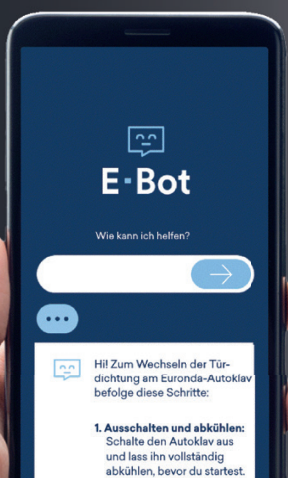 E-Bot
Wie kann ich helfen?
Hi! Zum Wechseln der Tür-
dichtung am Euronda-Autoklav
befolge diese Schritte:
1. Ausschalten und abkühlen:
Schalte den Autoklav aus
und lass ihn vollständig
abkühlen, bevor du startest.